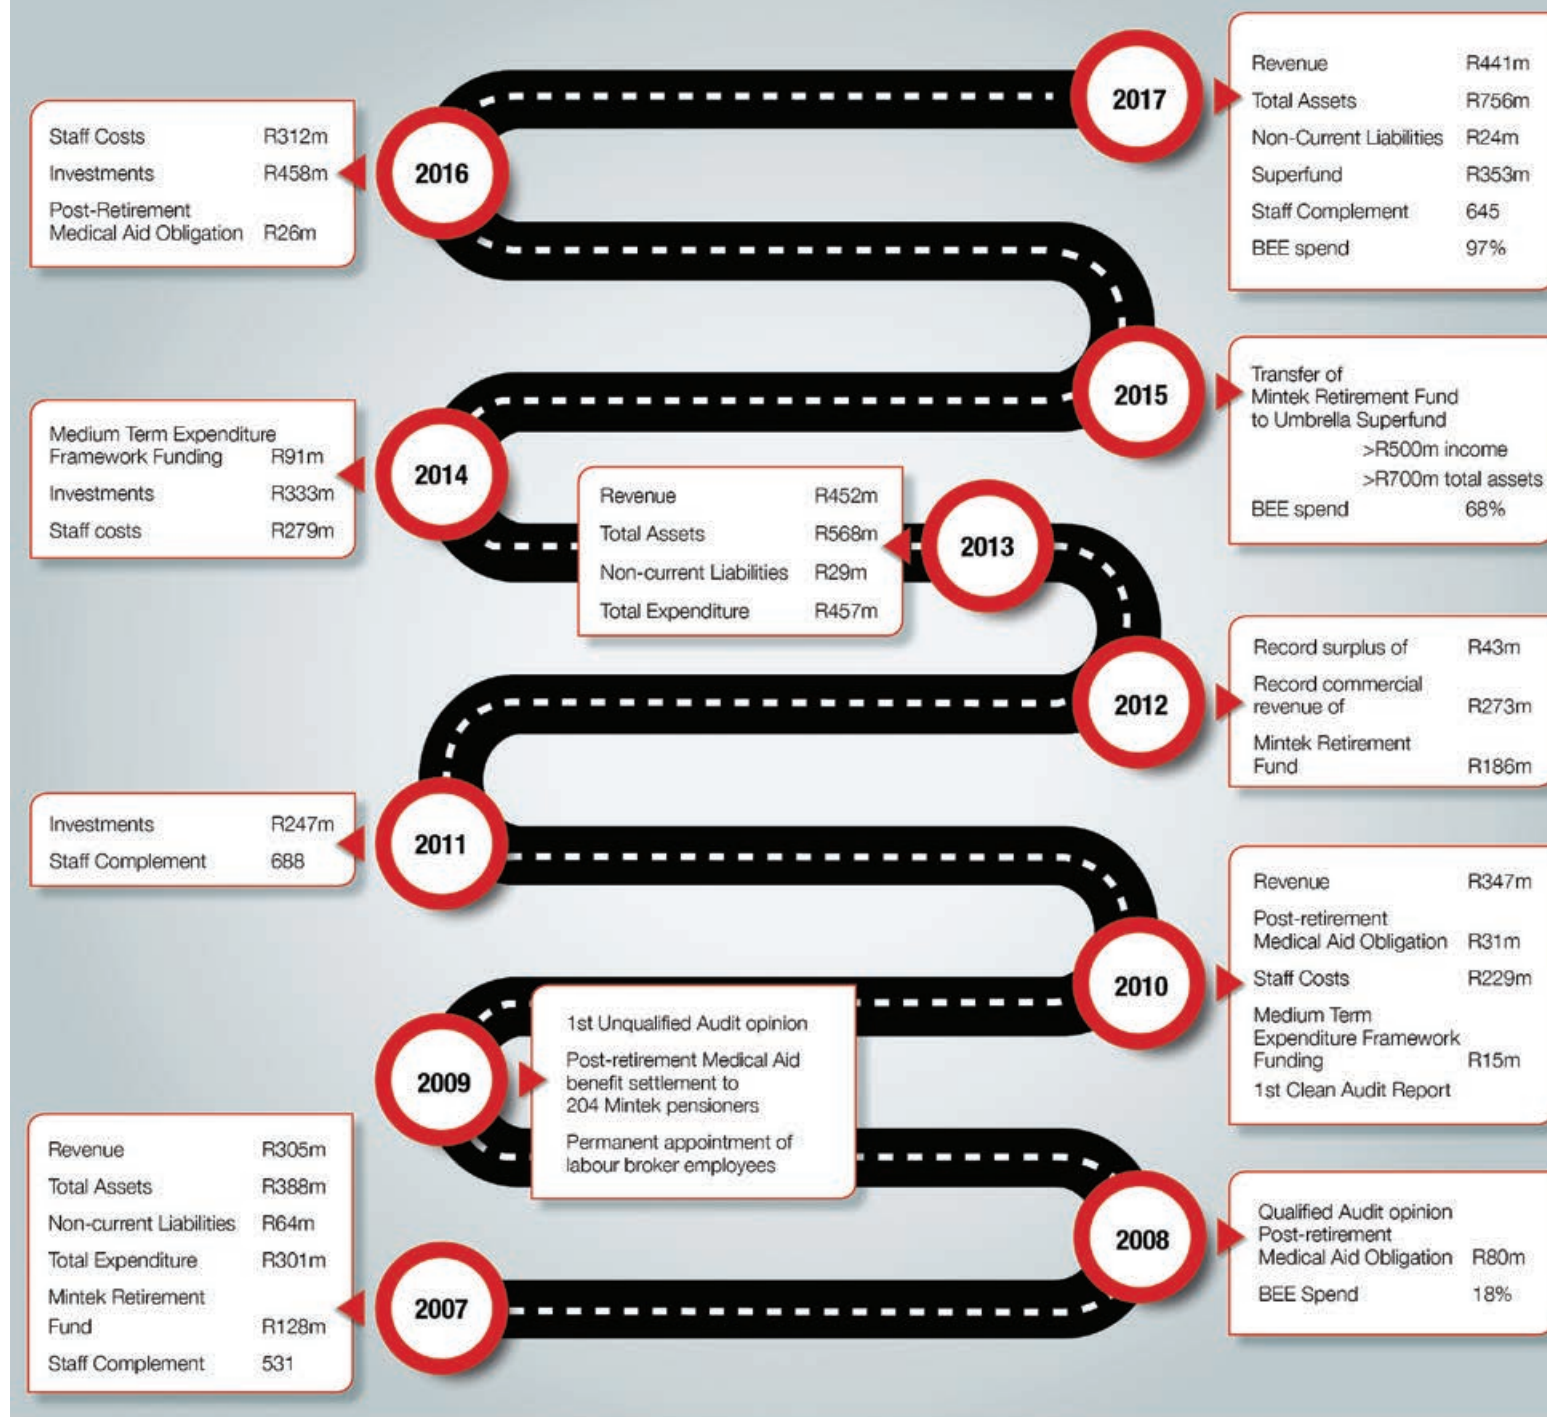 2017
Revenue R441m
Total Assets R756m
Non-Current Liabilities R24m
Superfund R353m
Staff Complement 645
BEE spend 97%
2016
Staff Costs R312m
Investments R458m
Post-Retirement
Medical Aid Obligation R26m
2015
Transfer of
Mintek Retirement Fund
to Umbrella Superfund
>R500m income
>R700m total assets
BEE spend 68%
2014
Medium Term Expenditure
Framework Funding R91m
Investments R333m
Staff costs R279m
2013
Revenue R452m
Total Assets R568m
Non-current Liabilities R29m
Total Expenditure R457m
2012
Record surplus of R43m
Record commercial
revenue of R273m
Mintek Retirement
Fund R186m
2011
Investments R247m
Staff Complement 688
2010
Revenue R347m
Post-retirement
Medical Aid Obligation R31m
Staff Costs R229m
Medium Term
Expenditure Framework
Funding R15m
1st Clean Audit Report
2009
1st Unqualified Audit opinion
Post-retirement Medical Aid
benefit settlement to
204 Mintek pensioners
Permanent appointment of
labour broker employees
2008
Qualified Audit opinion
Post-retirement
Medical Aid Obligation R80m
BEE Spend 18%
2007
Revenue R305m
Total Assets R388m
Non-current Liabilities R64m
Total Expenditure R301m
Mintek Retirement
Fund R128m
Staff Complement 531